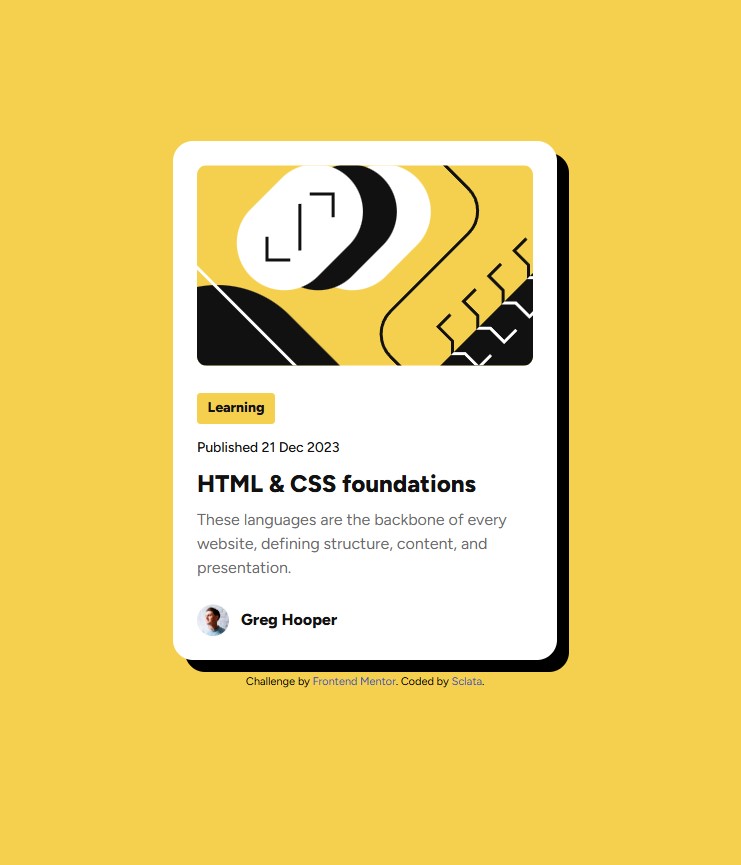 Learning
Published 21 Dec 2023
HTML & CSS foundations
These languages are the backbone of every
website, defining structure, content, and
presentation.
Greg Hooper
Challenge by Frontend Mentor. Coded by Sclata.